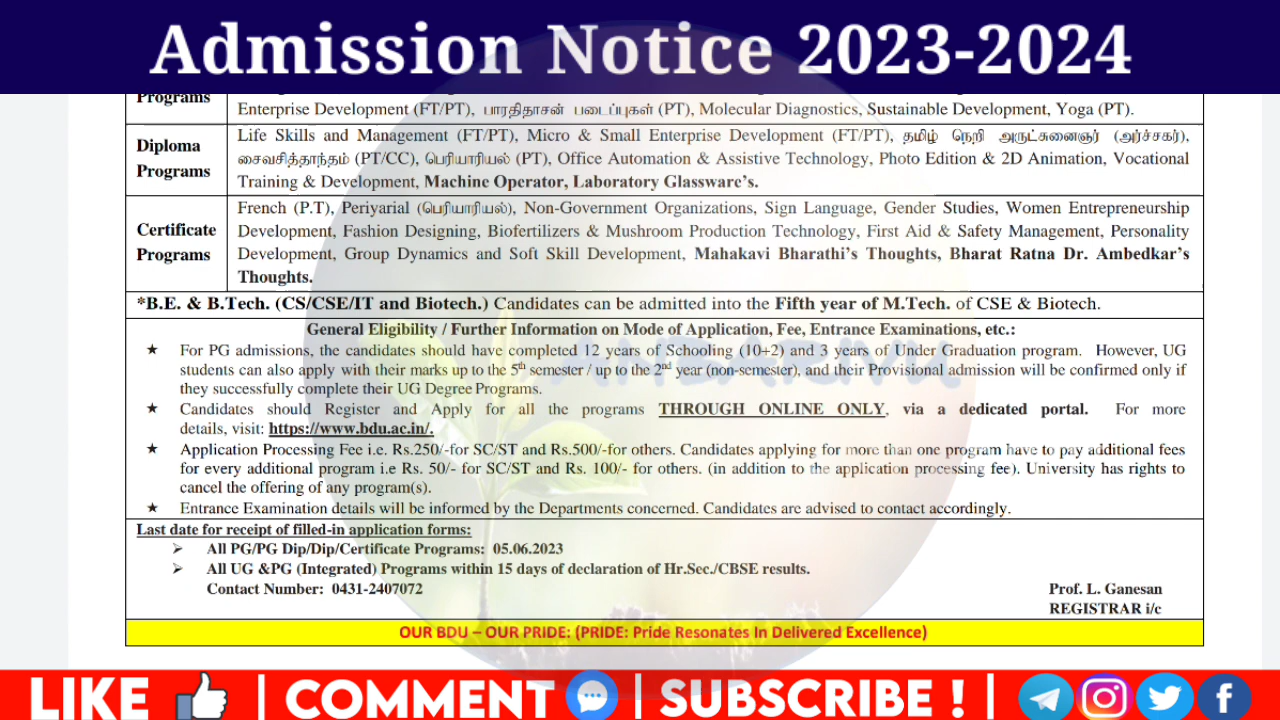 Admission Notice 2023-2024
Programs
Enterprise Development (FT/PT), பாரதிதாசன் படைப்புகள் (PT), Molecular Diagnostics, Sustainable Development, Yoga (PT).
Diploma Programs
Life Skills and Management (FT/PT), Micro & Small Enterprise Development (FT/PT), தமிழ் நெறி அருட்சுனைஞர் (அர்ச்சகர்),
சைவசித்தாந்தம் (PT/CC), பெரியாரியல் (PT), Office Automation & Assistive Technology, Photo Edition & 2D Animation, Vocational
Training & Development, Machine Operator, Laboratory Glassware's.
Certificate Programs
French (P.T), Periyarial (பெரியாரியல்), Non-Government Organizations, Sign Language, Gender Studies, Women Entrepreneurship
Development, Fashion Designing, Biofertilizers & Mushroom Production Technology, First Aid & Safety Management, Personality
Development, Group Dynamics and Soft Skill Development, Mahakavi Bharathi's Thoughts, Bharat Ratna Dr. Ambedkar's
Thoughts.
*B.E. & B.Tech. (CS/CSE/IT and Biotech.) Candidates can be admitted into the Fifth year of M.Tech. of CSE & Biotech.
General Eligibility / Further Information on Mode of Application, Fee, Entrance Examinations, etc.:
★ For PG admissions, the candidates should have completed 12 years of Schooling (10+2) and 3 years of Under Graduation program. However, UG
students can also apply with their marks up to the 5th semester / up to the 2nd year (non-semester), and their Provisional admission will be confirmed only if
they successfully complete their UG Degree Programs.
★ Candidates should Register and Apply for all the programs THROUGH ONLINE ONLY, via a dedicated portal. For more
details, visit: https://www.bdu.ac.in/.
★ Application Processing Fee i.e. Rs.250/-for SC/ST and Rs.500/-for others. Candidates applying for more than one program have to pay additional fees
for every additional program i.e Rs. 50/- for SC/ST and Rs. 100/- for others. (in addition to the application processing fee). University has rights to
cancel the offering of any program(s).
★ Entrance Examination details will be informed by the Departments concerned. Candidates are advised to contact accordingly.
Last date for receipt of filled-in application forms:
➢ All PG/PG Dip/Dip/Certificate Programs: 05.06.2023
➢ All UG &PG (Integrated) Programs within 15 days of declaration of Hr.Sec./CBSE results.
Contact Number: 0431-2407072
Prof. L. Ganesan
REGISTRAR i/c
OUR BDU – OUR PRIDE: (PRIDE: Pride Resonates In Delivered Excellence)
LIKE | COMMENT | SUBSCRIBE ! |